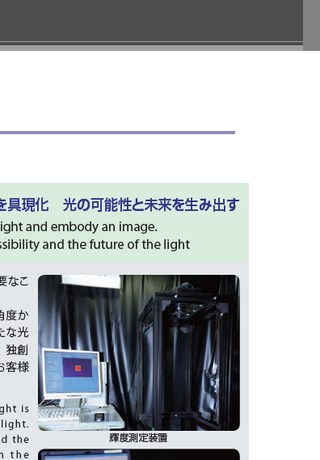 を具現化　光の可能性と未来を生み出す
ight and embody an image.
ssibility and the future of the light
要なこ
角度か
たな光
独創
お客様
ght is
light.
d the
n the
輝度測定装置